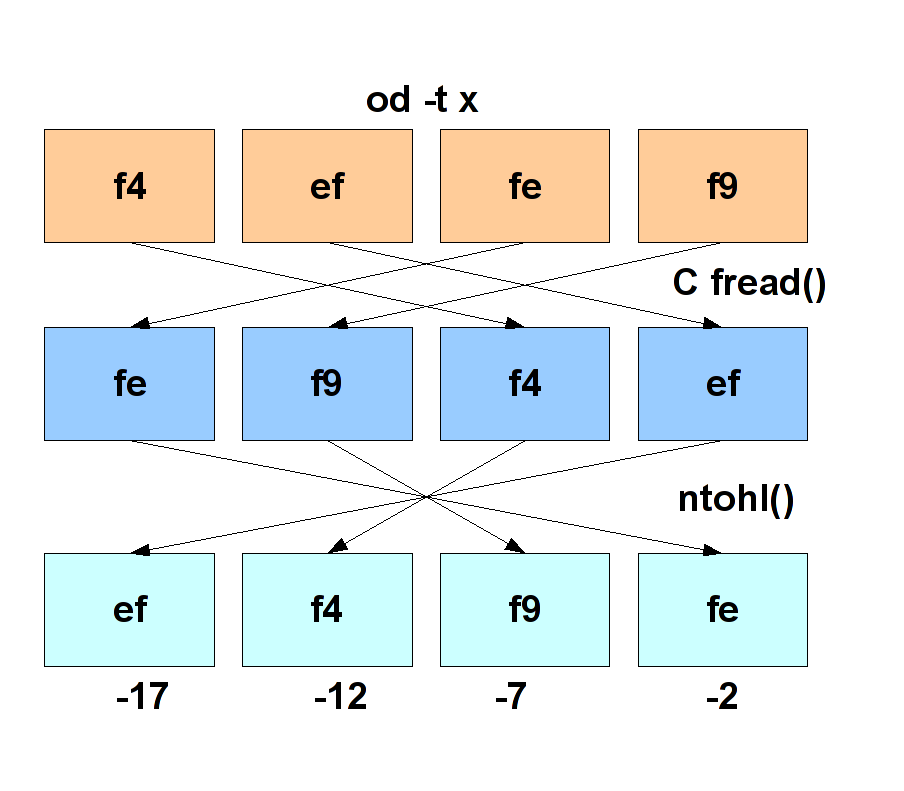 od -t x
f4 ef fe f9
C fread()
fe f9 f4 ef
ntohl()
ef f4 f9 fe
-17 -12 -7 -2